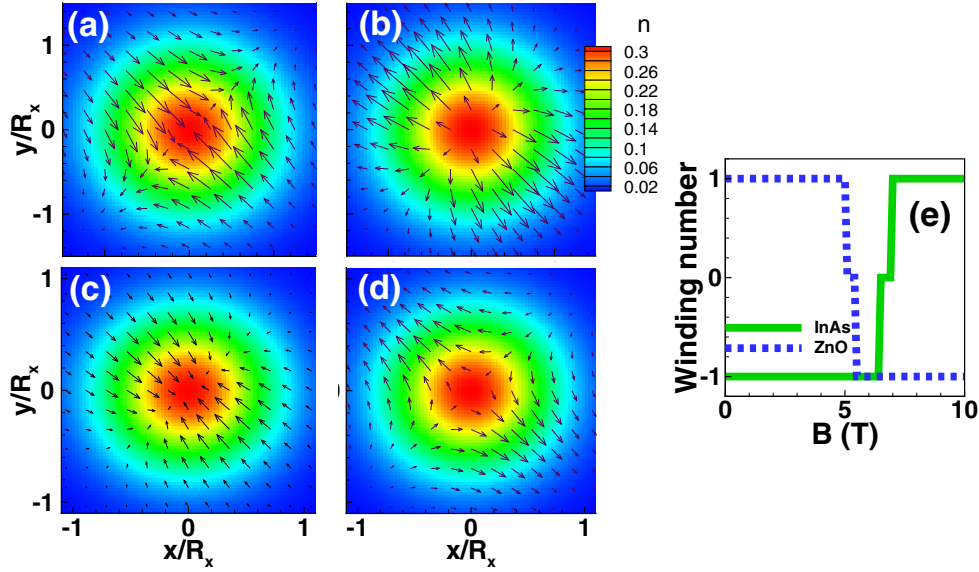 (a)
(b)
n
0.3
0.26
0.22
0.18
0.14
0.1
0.06
0.02
1
0
-1
y/Rx
(c)
(d)
1
0
-1
y/Rx
-1
0
1
x/Rx
-1
0
1
x/Rx
(e)
1
0
-1
Winding number
InAs
ZnO
0
5
10
B (T)